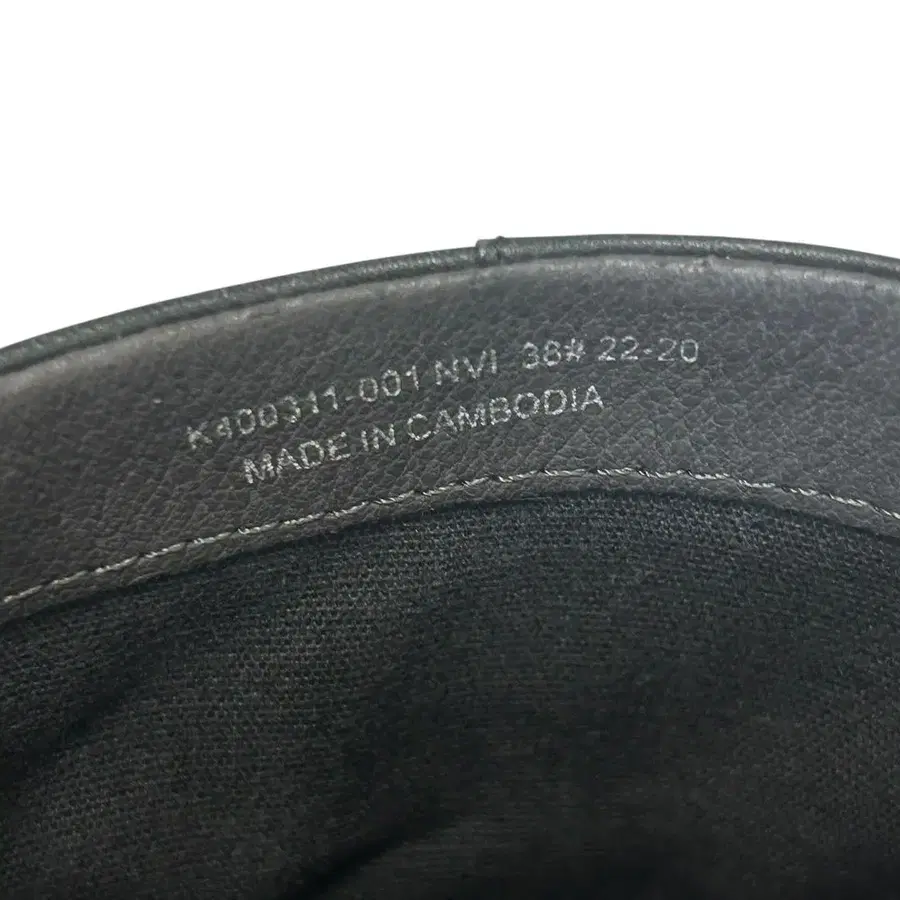 K400311-001 NVI 38# 22-20
MADE IN CAMBODIA